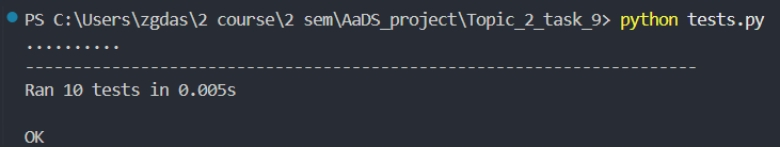 PS C:\Users\zgdas\2 course\2 sem\AaDS_project\Topic_2_task_9> python tests.py
..........
----------------------------------------------------------------------
Ran 10 tests in 0.005s
OK